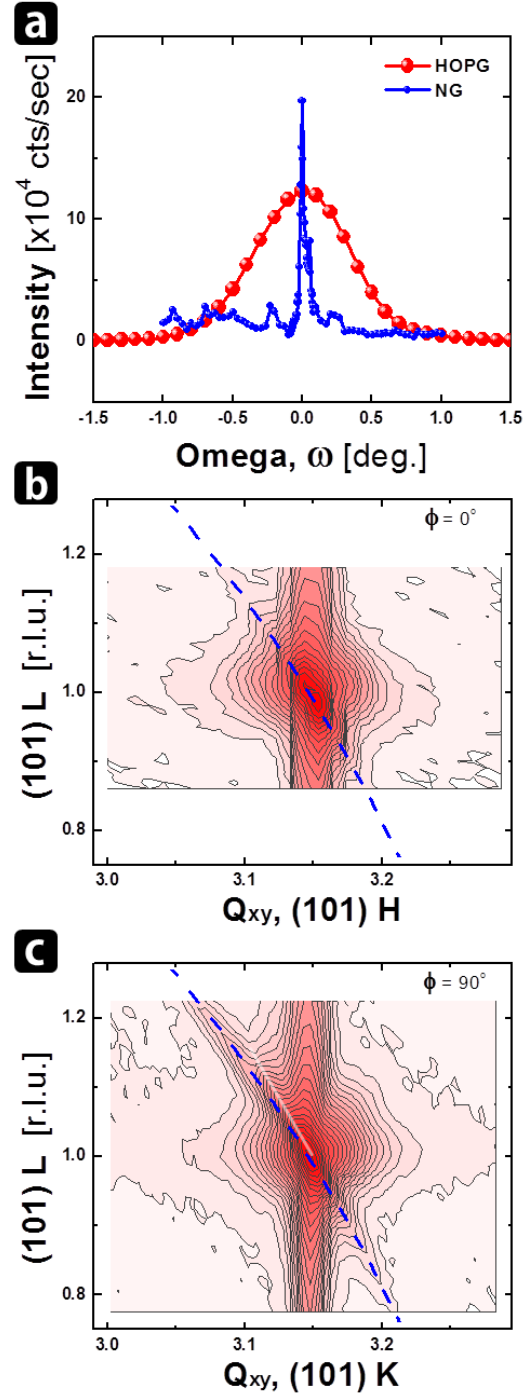 a
Intensity [x10⁴ cts/sec]
20
10
0
HOPG
NG
-1.5 -1.0 -0.5 0.0 0.5 1.0 1.5
Omega, ω [deg.]
b
(101) L [r.l.u.]
ϕ = 0°
1.2
1.0
0.8
3.0 3.1 3.2
Qxy, (101) H
c
(101) L [r.l.u.]
ϕ = 90°
1.2
1.0
0.8
3.0 3.1 3.2
Qxy, (101) K